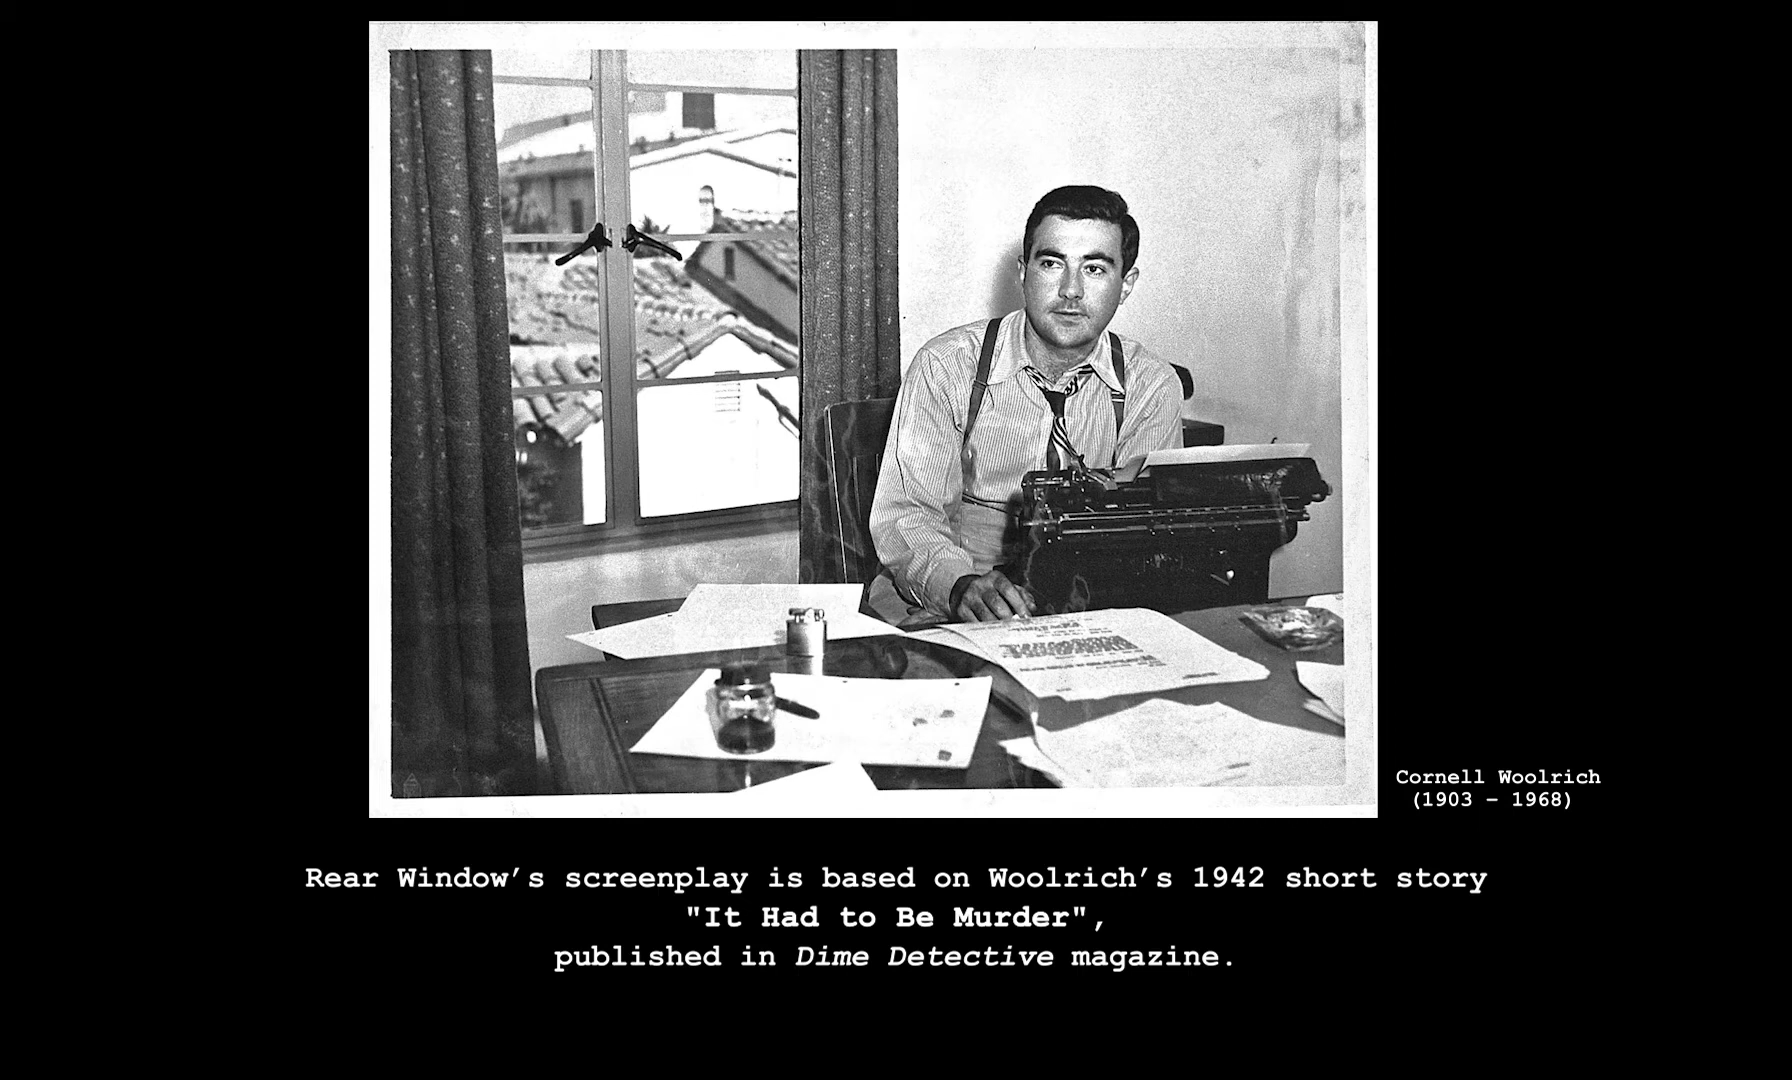 Cornell Woolrich
(1903 – 1968)
Rear Window’s screenplay is based on Woolrich’s 1942 short story
"It Had to Be Murder",
published in Dime Detective magazine.